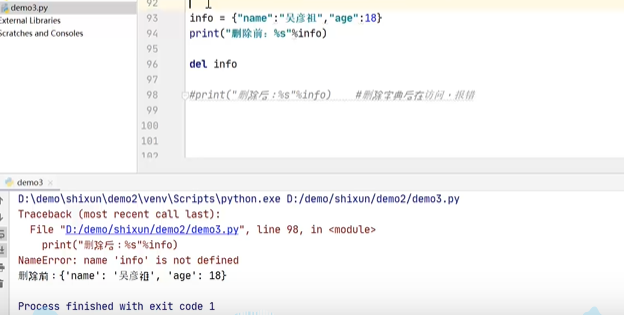 demo3.py
External Libraries
Scratches and Consoles
92
93 info = {"name":"吴彦祖","age":18}
94 print("删除前：%s"%info)
95
96 del info
97
98 #print("删除后：%s"%info) #删除字典后在访问，报错
99
100
101
102
demo3
D:\demo\shixun\demo2\venv\Scripts\python.exe D:/demo/shixun/demo2/demo3.py
Traceback (most recent call last):
File "D:/demo/shixun/demo2/demo3.py", line 98, in <module>
print("删除后：%s"%info)
NameError: name 'info' is not defined
删除前：{'name': '吴彦祖', 'age': 18}
Process finished with exit code 1